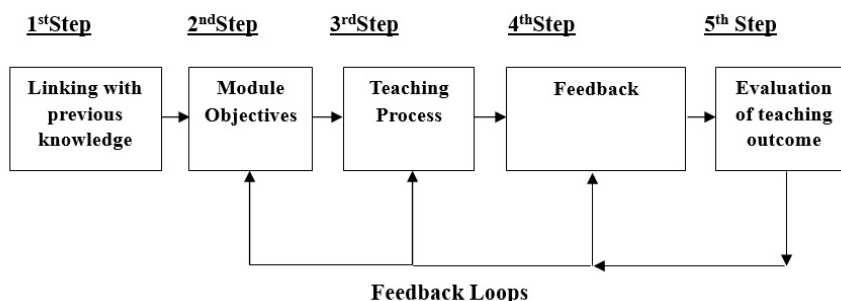 1stStep 2ndStep 3rdStep 4thStep 5th Step
Linking with
previous
knowledge
Module
Objectives
Teaching
Process
Feedback
Evaluation
of teaching
outcome
Feedback Loops